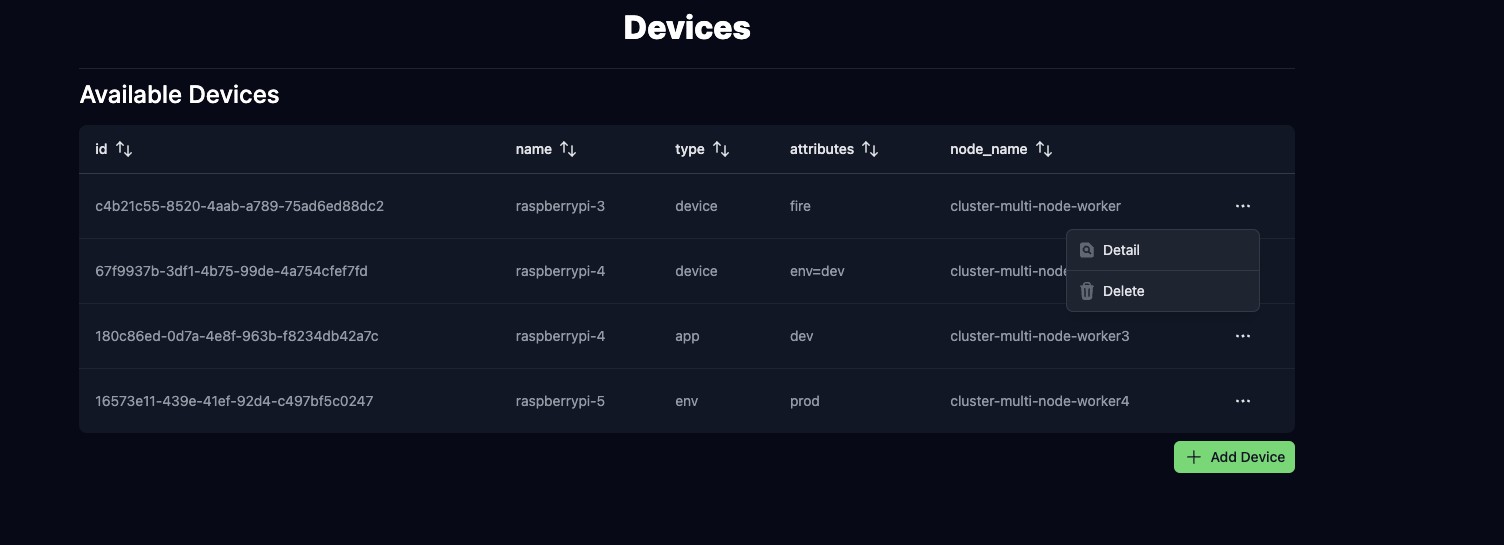 Devices
Available Devices
id name type attributes node_name
c4b21c55-8520-4aab-a789-75ad6ed88dc2 raspberrypi-3 device fire cluster-multi-node-worker ...
Detail
67f9937b-3df1-4b75-99de-4a754cfef7fd raspberrypi-4 device env=dev cluster-multi-node
Delete
180c86ed-0d7a-4e8f-963b-f8234db42a7c raspberrypi-4 app dev cluster-multi-node-worker3 ...
16573e11-439e-41ef-92d4-c497bf5c0247 raspberrypi-5 env prod cluster-multi-node-worker4 ...
+ Add Device